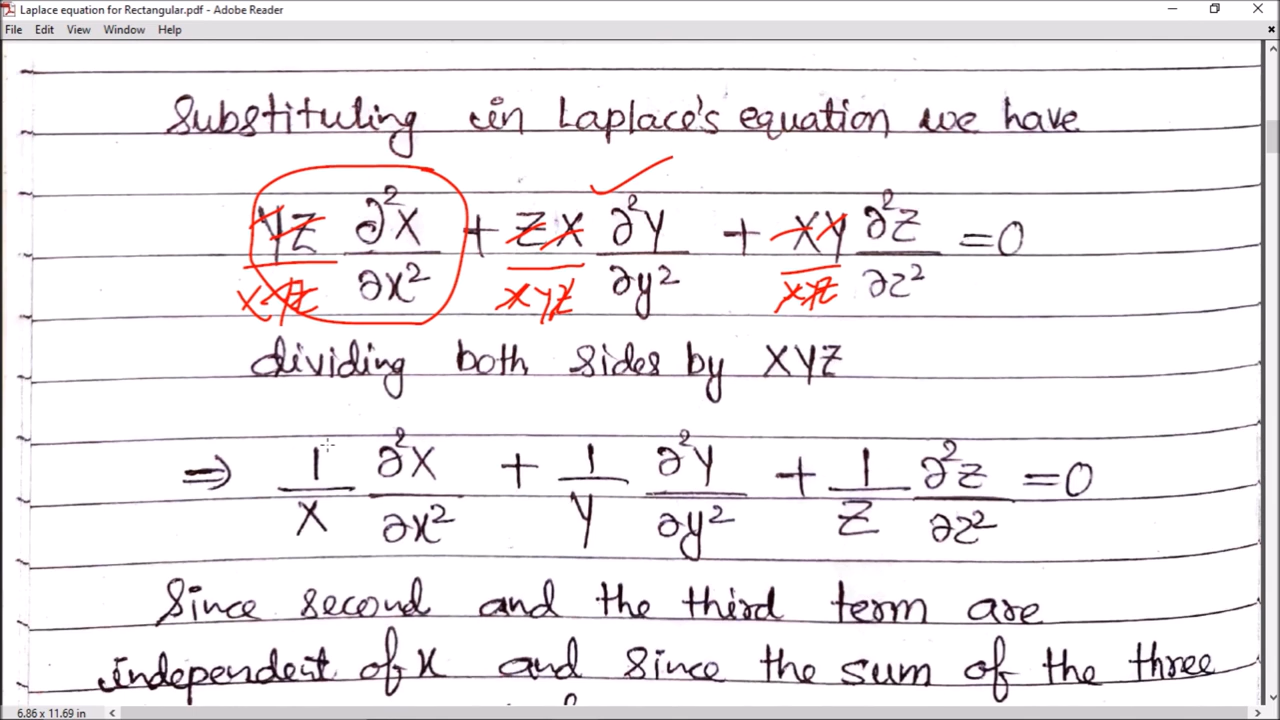 Laplace equation for Rectangular.pdf - Adobe Reader
File Edit View Window Help
Substituting in Laplace's equation we have
YZ/XYZ ∂²X/∂x² + ZX/XYZ ∂²Y/∂y² + XY/XYZ ∂²Z/∂z² = 0
dividing both sides by XYZ
⇒ 1/X ∂²X/∂x² + 1/Y ∂²Y/∂y² + 1/Z ∂²Z/∂z² = 0
Since second and the third term are
independent of x and since the sum of the three
6.86 x 11.69 in